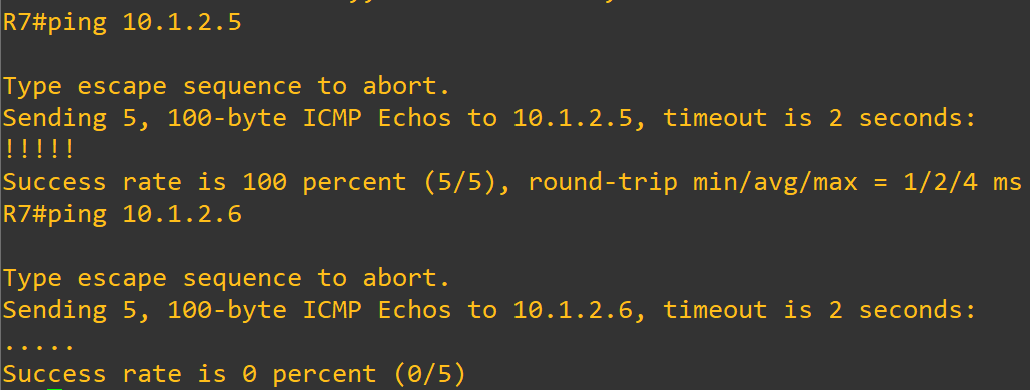 R7#ping 10.1.2.5
Type escape sequence to abort.
Sending 5, 100-byte ICMP Echos to 10.1.2.5, timeout is 2 seconds:
!!!!!
Success rate is 100 percent (5/5), round-trip min/avg/max = 1/2/4 ms
R7#ping 10.1.2.6
Type escape sequence to abort.
Sending 5, 100-byte ICMP Echos to 10.1.2.6, timeout is 2 seconds:
.....
Success rate is 0 percent (0/5)